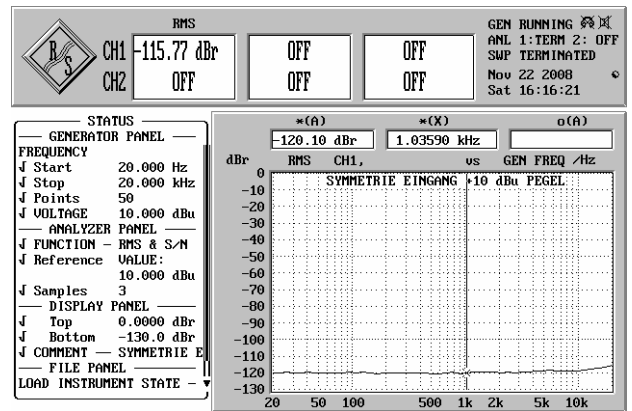 RMS
R&S CH1 -115.77 dBr OFF OFF
CH2 OFF OFF OFF
GEN RUNNING
ANL 1:TERM 2: OFF
SWP TERMINATED
Nov 22 2008
Sat 16:16:21
STATUS
GENERATOR PANEL
FREQUENCY
Start 20.000 Hz
Stop 20.000 kHz
Points 50
VOLTAGE 10.000 dBu
ANALYZER PANEL
FUNCTION - RMS & S/N
Reference VALUE:
10.000 dBu
Samples 3
DISPLAY PANEL
Top 0.0000 dBr
Bottom -130.0 dBr
COMMENT — SYMMETRIE E
FILE PANEL
LOAD INSTRUMENT STATE -
*(A) *(X) o(A)
-120.10 dBr 1.03590 kHz
dBr RMS CH1, vs GEN FREQ /Hz
SYMMETRIE EINGANG +10 dBu PEGEL
0
-10
-20
-30
-40
-50
-60
-70
-80
-90
-100
-110
-120
-130
20 50 100 500 1k 2k 5k 10k